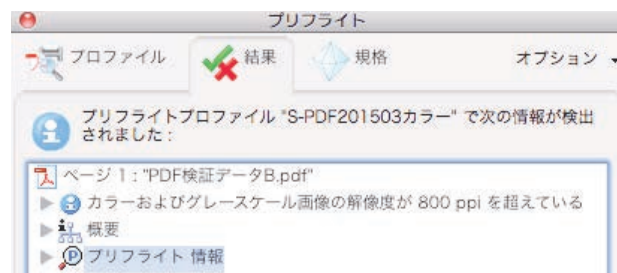 プリフライト
プロファイル 結果 規格 オプション
プリフライトプロファイル "S-PDF201503カラー" で次の情報が検出
されました :
ページ 1 : "PDF検証データB.pdf"
カラーおよびグレースケール画像の解像度が 800 ppi を超えている
概要
プリフライト 情報